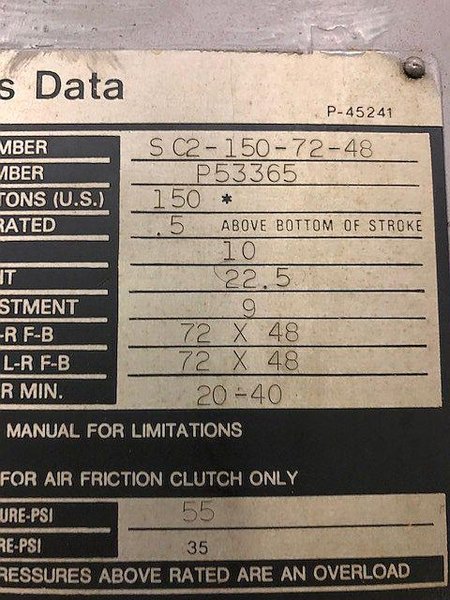 s Data
P-45241
MBER SC2-150-72-48
MBER P53365
TONS (U.S.) 150 *
RATED .5 ABOVE BOTTOM OF STROKE
10
IT 22.5
STMENT 9
-R F-B 72 X 48
L-R F-B 72 X 48
R MIN. 20-40
MANUAL FOR LIMITATIONS
FOR AIR FRICTION CLUTCH ONLY
URE-PSI 55
RE-PSI 35
RESSURES ABOVE RATED ARE AN OVERLOAD